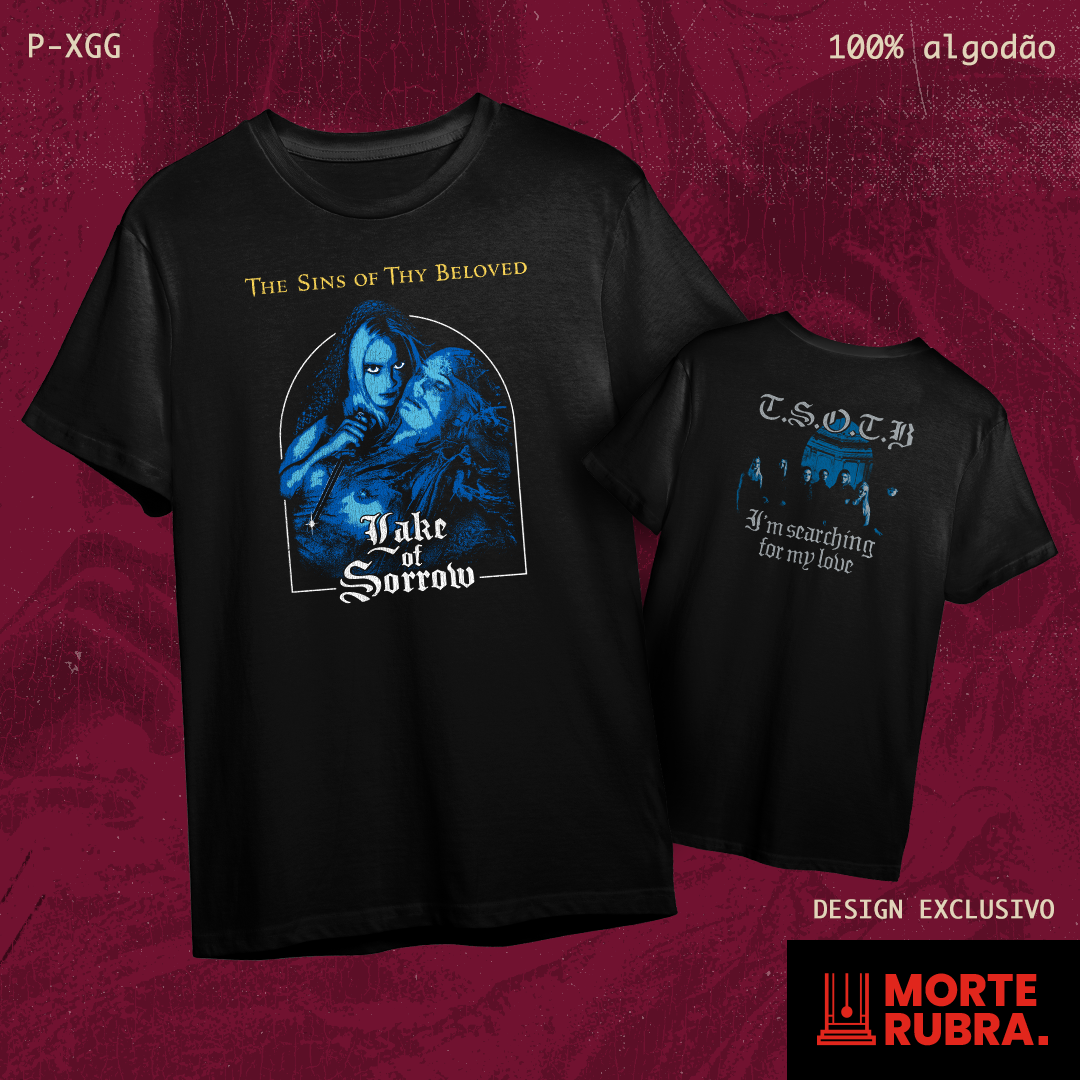 P-XGG
100% algodão
The Sins of Thy Beloved
Lake
of
Sorrow
T.S.O.T.B
I'm searching
for my love
DESIGN EXCLUSIVO
MORTE
RUBRA.